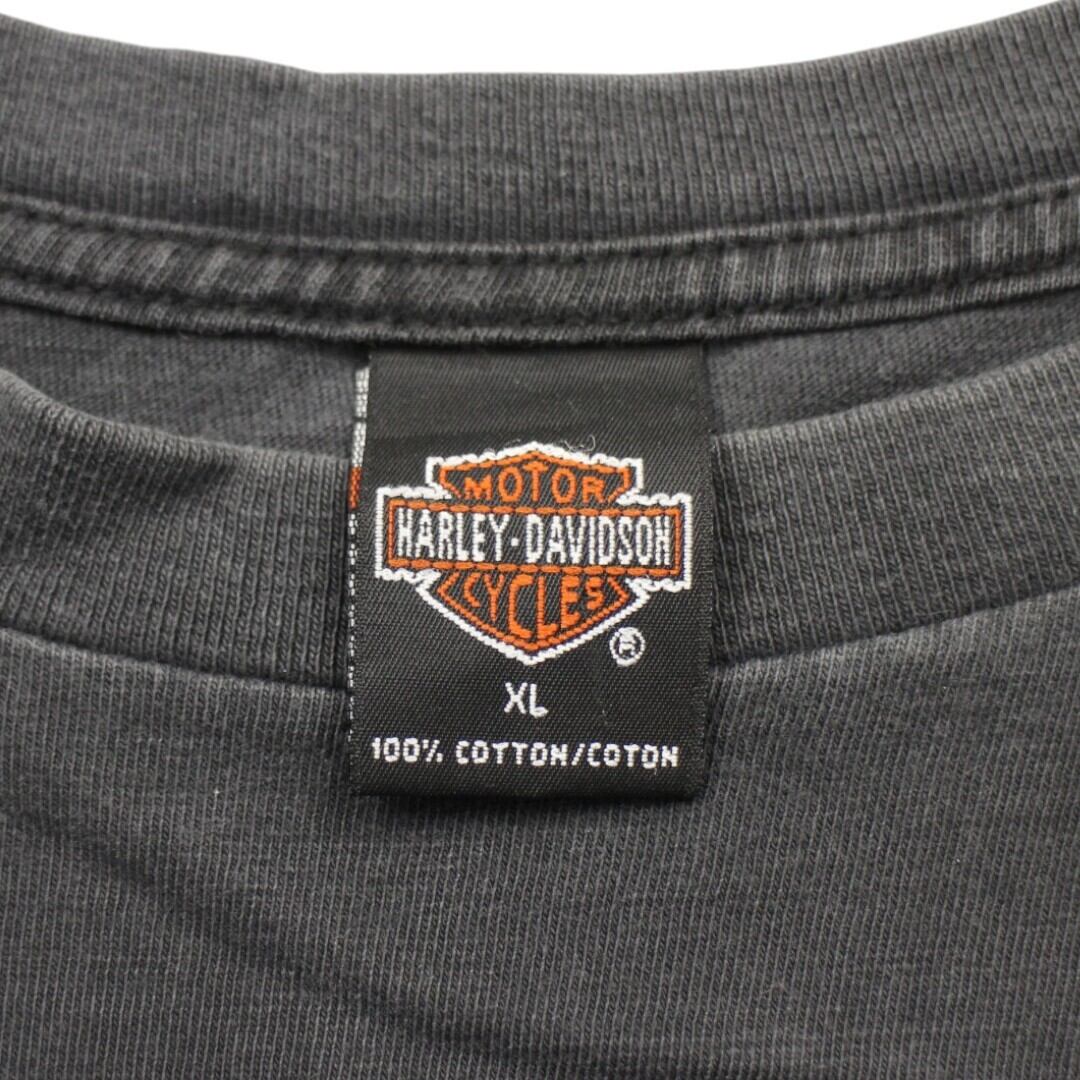 MOTOR
HARLEY-DAVIDSON
CYCLES
®
XL
100% COTTON/COTON